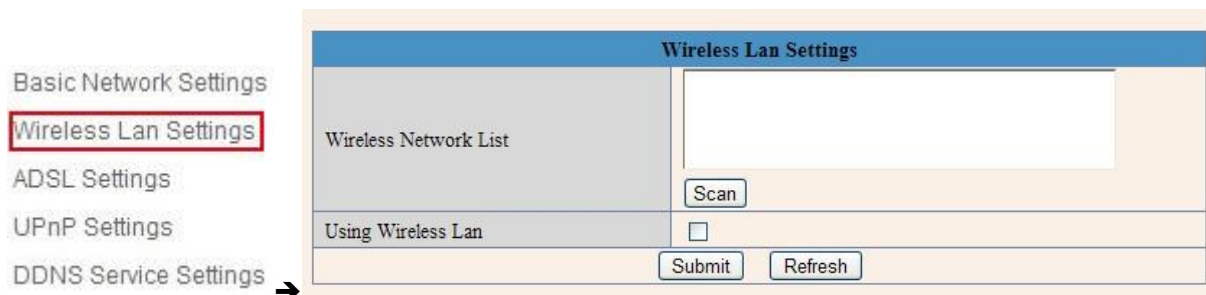 Basic Network Settings
Wireless Lan Settings
ADSL Settings
UPnP Settings
DDNS Service Settings
➔
Wireless Lan Settings
Wireless Network List
Scan
Using Wireless Lan
Submit Refresh